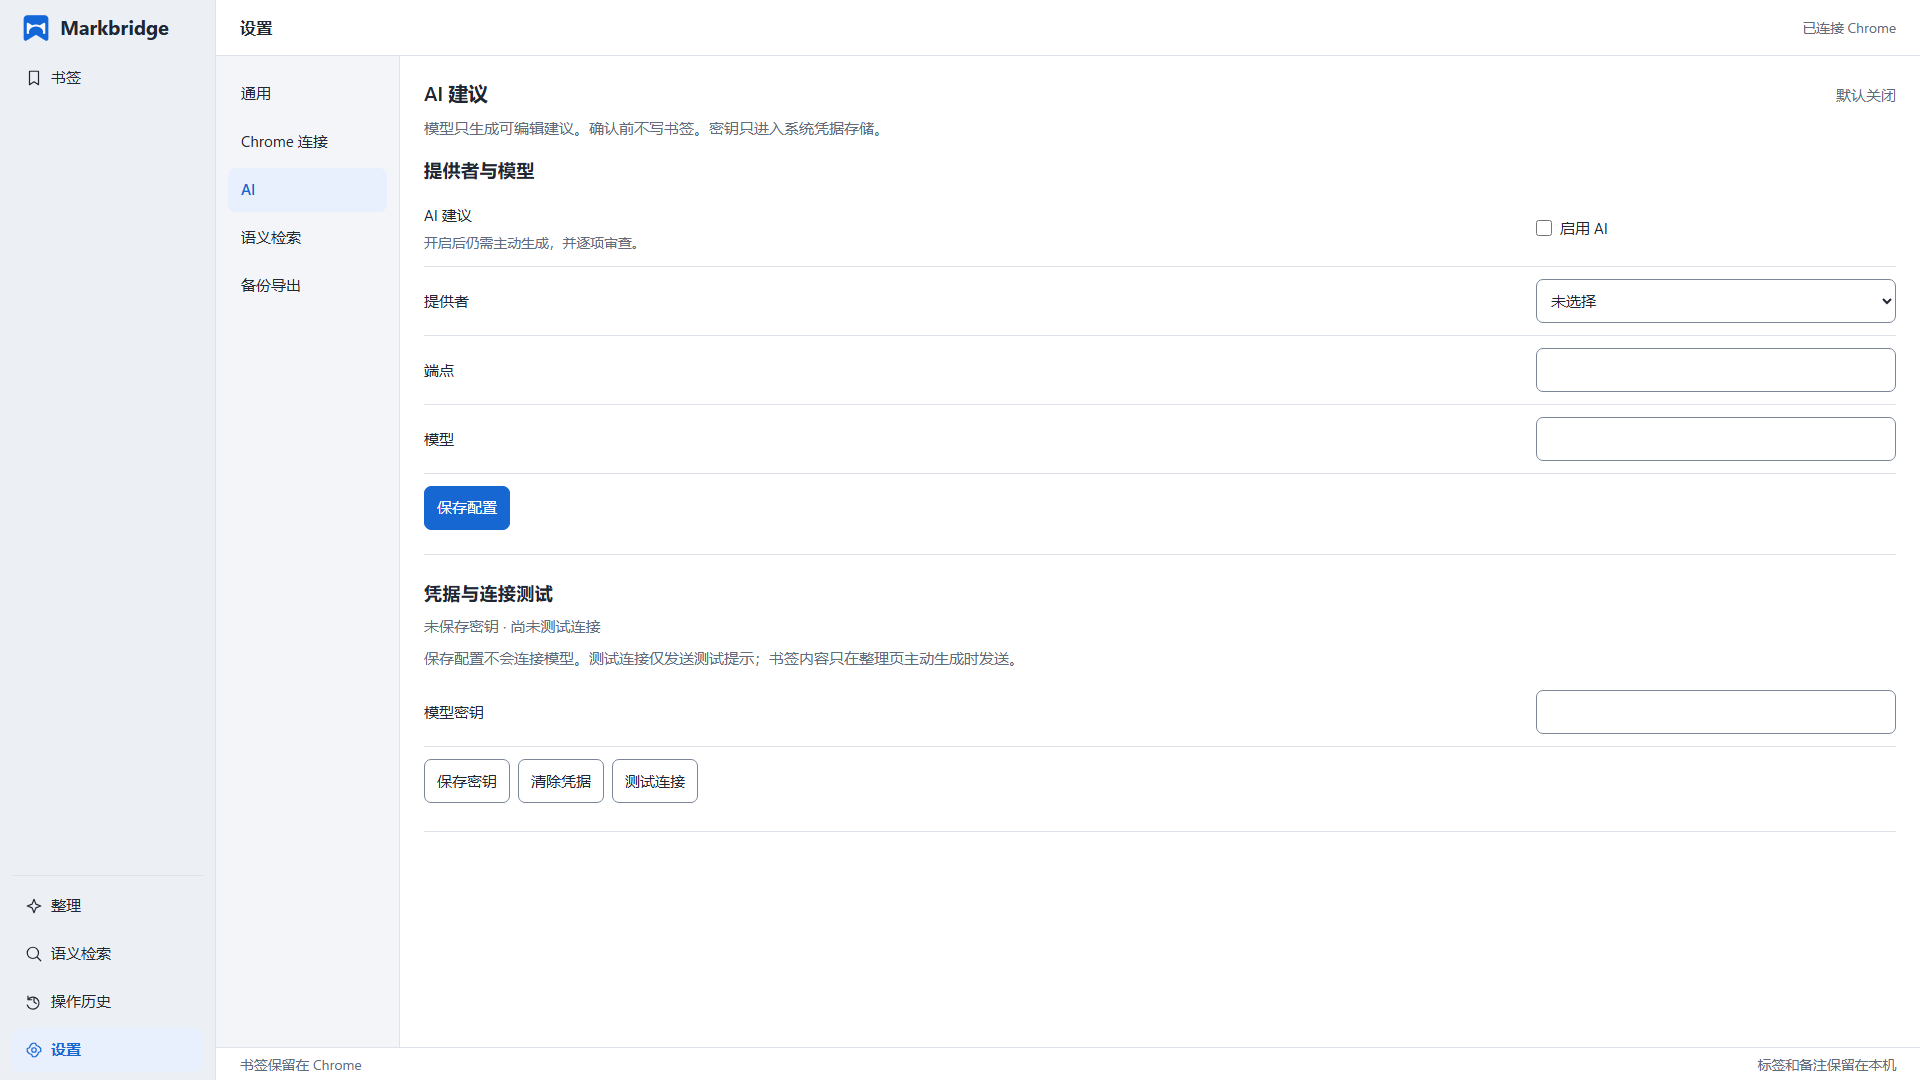 Markbridge
书签
整理
语义检索
操作历史
设置
设置
已连接 Chrome
通用
Chrome 连接
AI
语义检索
备份导出
AI 建议
默认关闭
模型只生成可编辑建议。确认前不写书签。密钥只进入系统凭据存储。
提供者与模型
AI 建议
开启后仍需主动生成，并逐项审查。
启用 AI
提供者
未选择
端点
模型
保存配置
凭据与连接测试
未保存密钥 · 尚未测试连接
保存配置不会连接模型。测试连接仅发送测试提示；书签内容只在整理页主动生成时发送。
模型密钥
保存密钥
清除凭据
测试连接
书签保留在 Chrome
标签和备注保留在本机